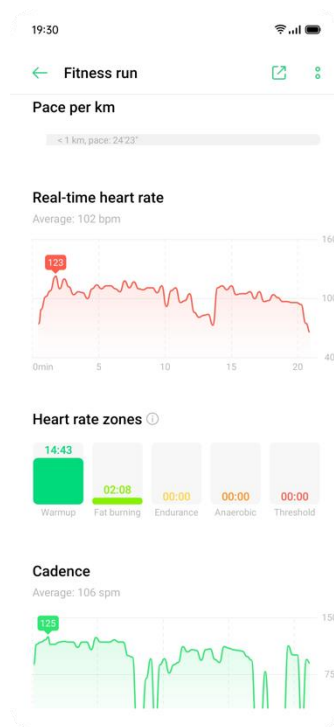 19:30
Fitness run
Pace per km
< 1 km, pace: 24'23"
Real-time heart rate
Average: 102 bpm
160
123
100
40
0min 5 10 15 20
Heart rate zones
14:43 02:08 00:00 00:00 00:00
Warmup Fat burning Endurance Anaerobic Threshold
Cadence
Average: 106 spm
150
125
75